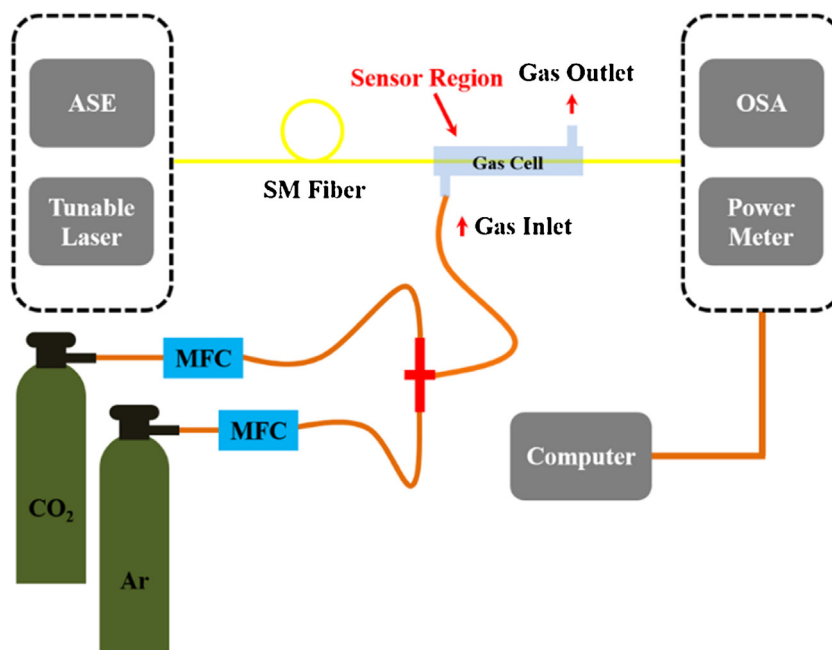 ASE
Tunable
Laser
SM Fiber
Sensor Region
Gas Outlet
Gas Cell
Gas Inlet
OSA
Power
Meter
MFC
MFC
CO₂
Ar
Computer